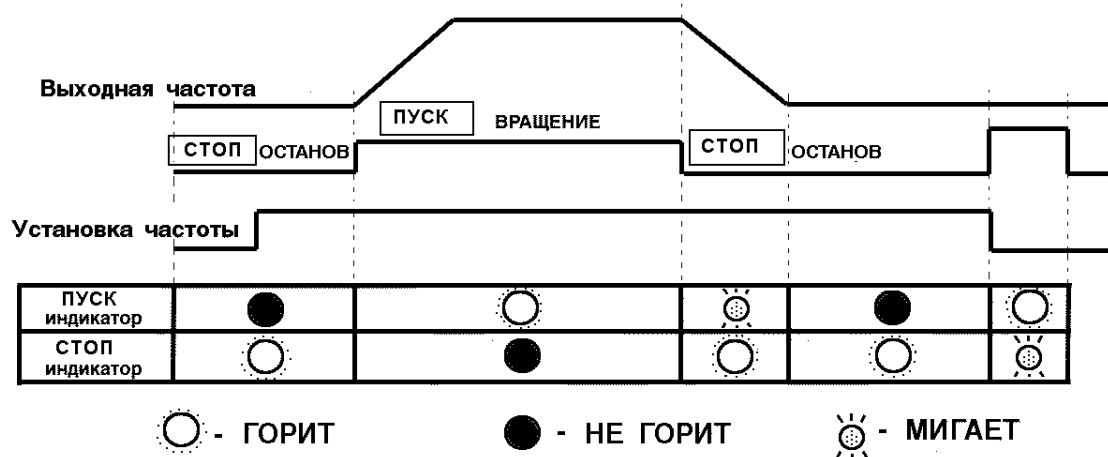 Выходная частота
ПУСК ВРАЩЕНИЕ
СТОП ОСТАНОВ
СТОП ОСТАНОВ
Установка частоты
ПУСК
индикатор
СТОП
индикатор
- ГОРИТ
- НЕ ГОРИТ
- МИГАЕТ